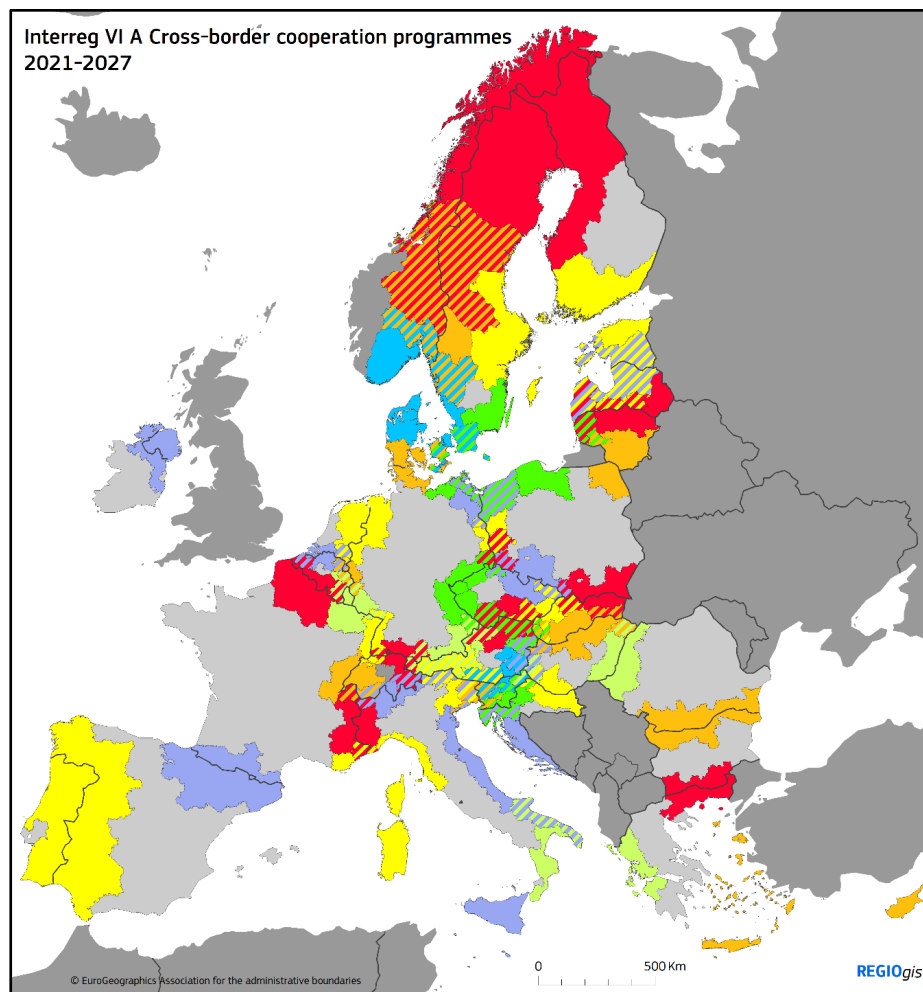 Interreg VI A Cross-border cooperation programmes
2021-2027
0 500 Km
© EuroGeographics Association for the administrative boundaries
REGIOgis